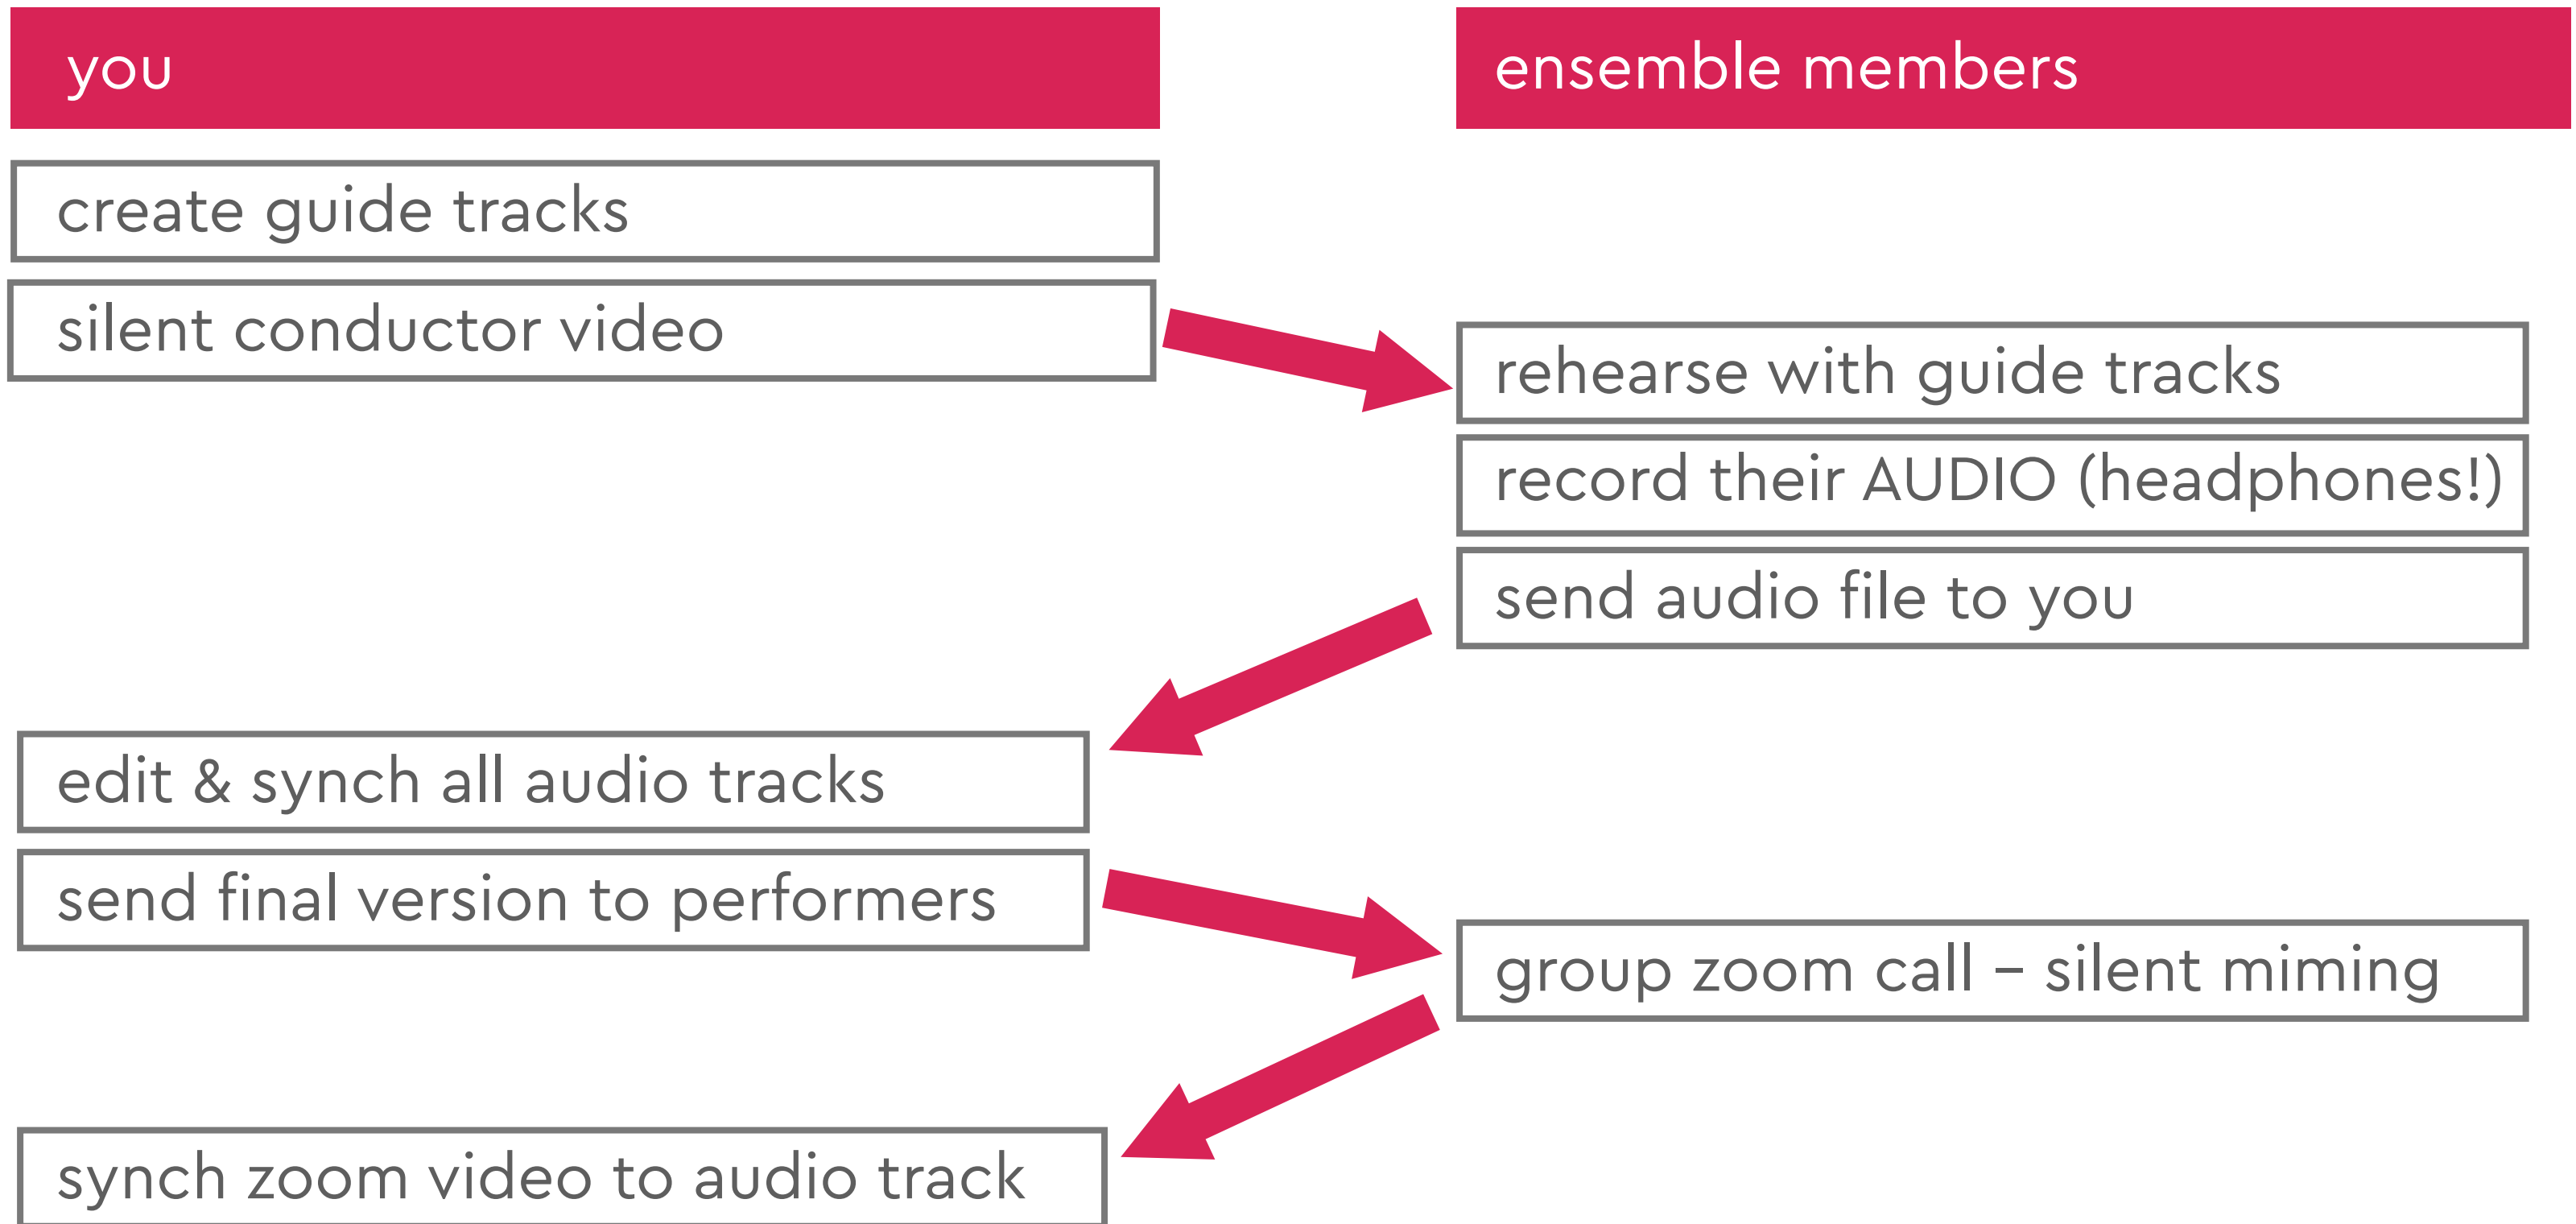 you
ensemble members
create guide tracks
silent conductor video
rehearse with guide tracks
record their AUDIO (headphones!)
send audio file to you
edit & synch all audio tracks
send final version to performers
group zoom call – silent miming
synch zoom video to audio track